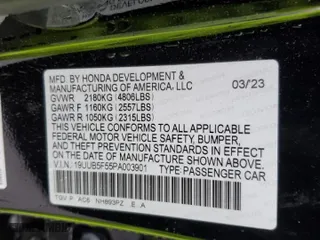 MFD. BY HONDA DEVELOPMENT &
MANUFACTURING OF AMERICA, LLC
03/23
GVWR 2180KG (4806LBS)
GAWR F 1160KG (2557LBS)
GAWR R 1050KG (2315LBS)
THIS VEHICLE CONFORMS TO ALL APPLICABLE
FEDERAL MOTOR VEHICLE SAFETY, BUMPER,
AND THEFT PREVENTION STANDARDS IN EFFECT
ON THE DATE OF MANUFACTURE SHOWN ABOVE.
V.I.N. 19UUB5F55PA003901 TYPE PASSENGER CAR
NH893PZ E A